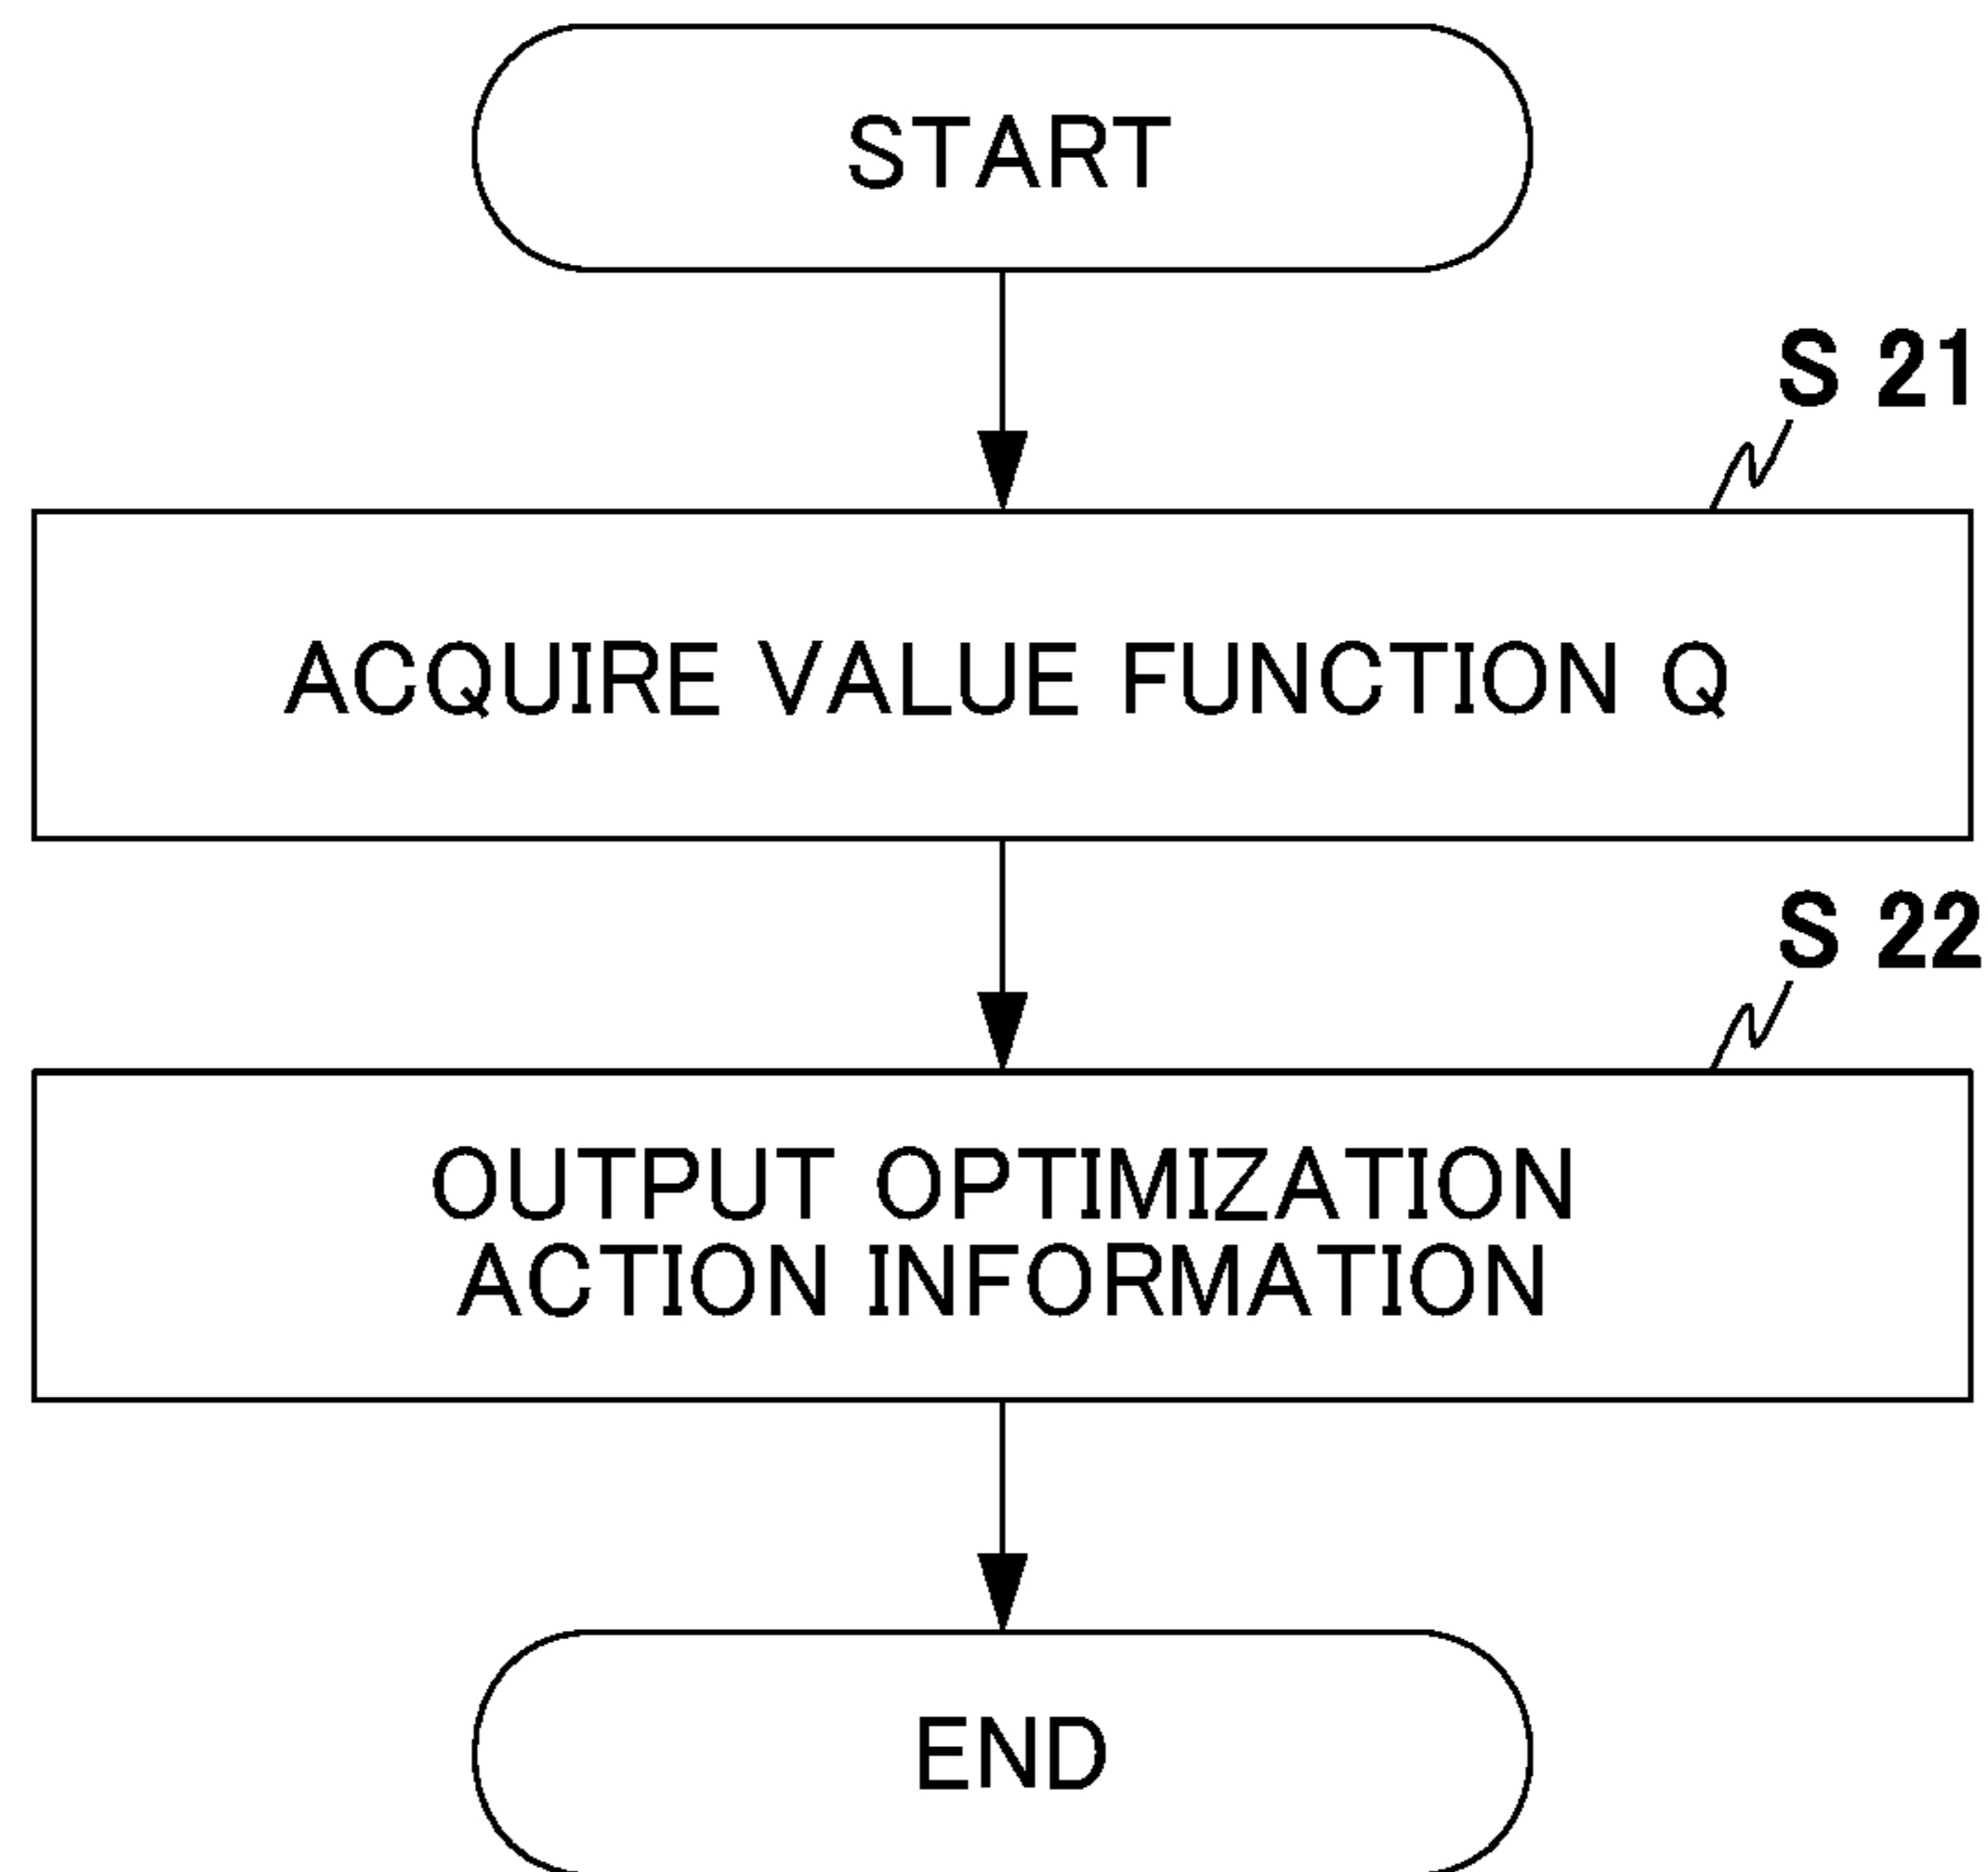 START
S 21
ACQUIRE VALUE FUNCTION Q
S 22
OUTPUT OPTIMIZATION
ACTION INFORMATION
END